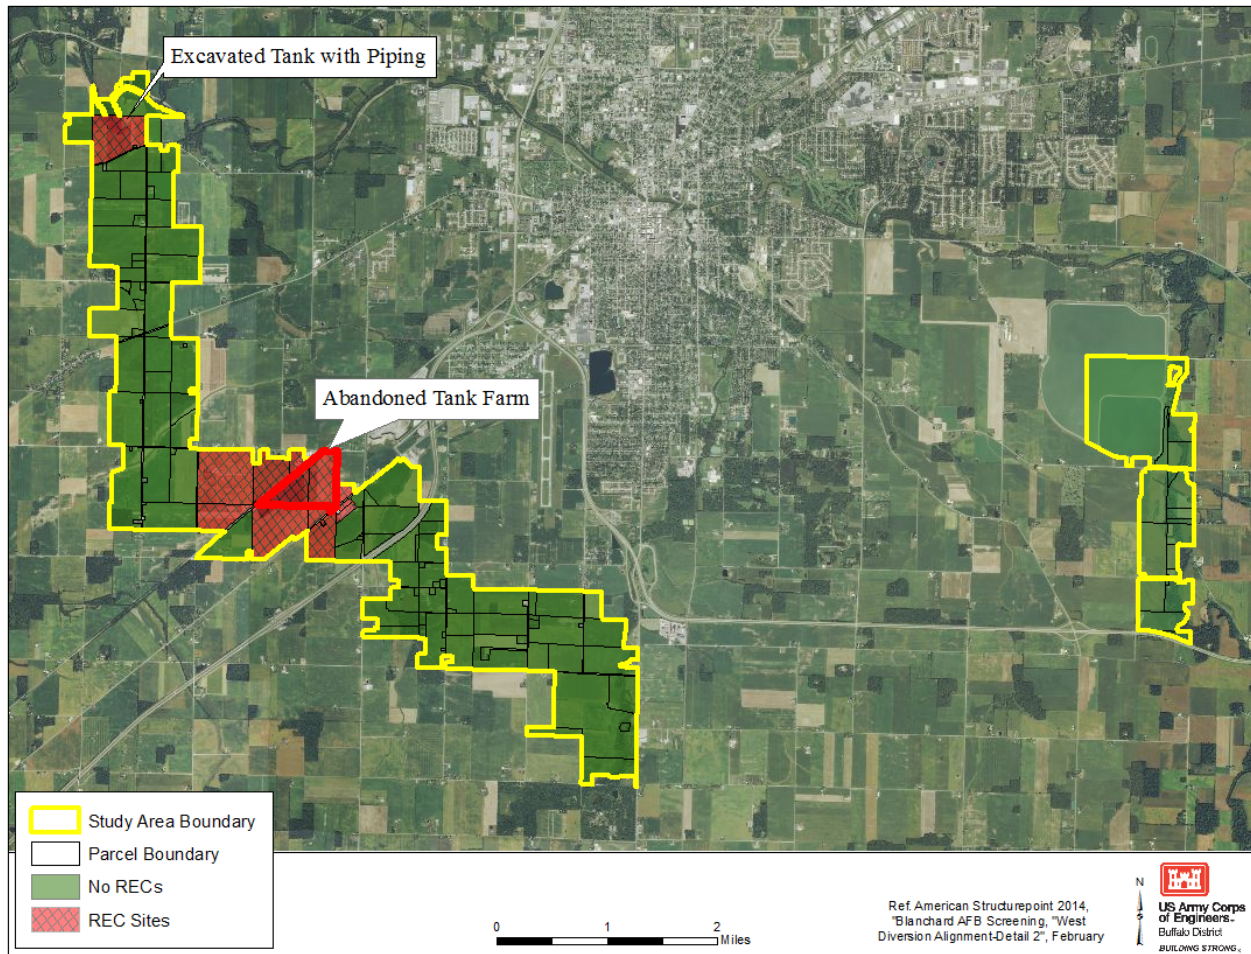 Excavated Tank with Piping
Abandoned Tank Farm
Study Area Boundary
Parcel Boundary
No RECs
REC Sites
0 1 2
Miles
Ref. American Structurepoint 2014,
"Blanchard AFB Screening, "West
Diversion Alignment-Detail 2", February
N
US Army Corps
of Engineers
Buffalo District
BUILDING STRONG